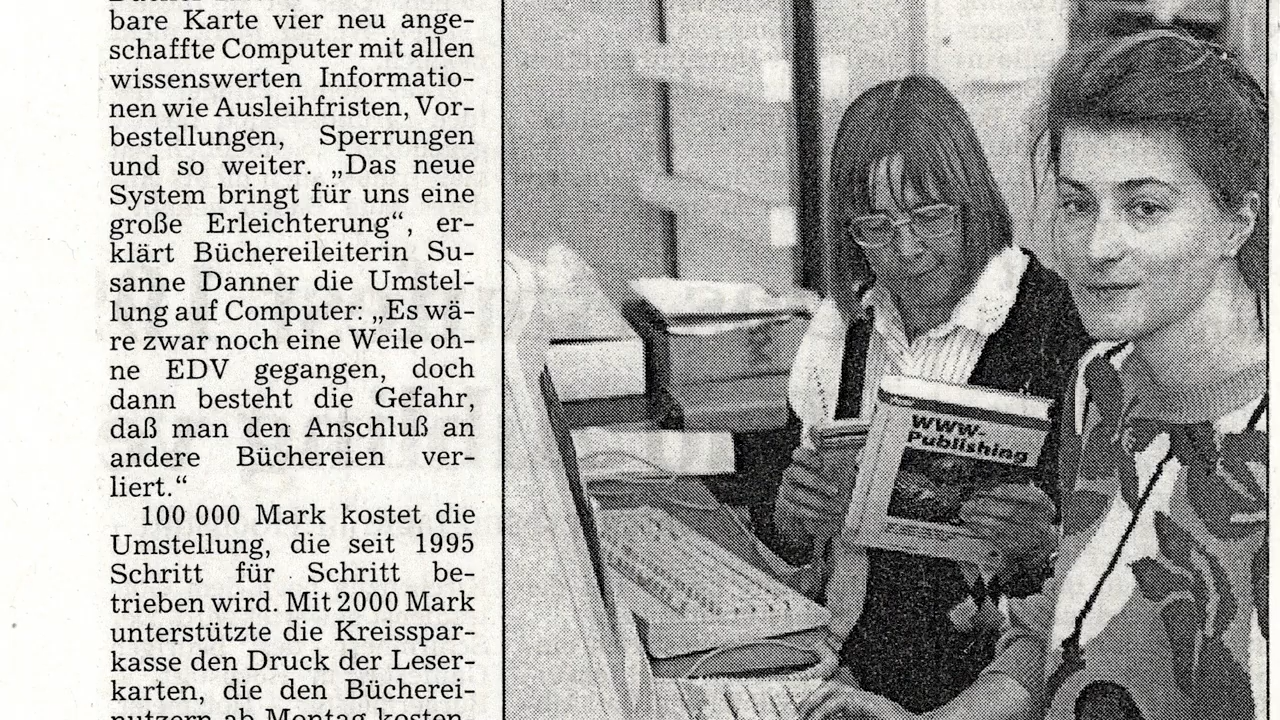 bare Karte vier neu ange-
schaffte Computer mit allen
wissenswerten Informatio-
nen wie Ausleihfristen, Vor-
bestellungen, Sperrungen
und so weiter. „Das neue
System bringt für uns eine
große Erleichterung“, er-
klärt Büchereileiterin Su-
sanne Danner die Umstel-
lung auf Computer: „Es wä-
re zwar noch eine Weile oh-
ne EDV gegangen, doch
dann besteht die Gefahr,
daß man den Anschluß an
andere Büchereien ver-
liert.“
100 000 Mark kostet die
Umstellung, die seit 1995
Schritt für Schritt be-
trieben wird. Mit 2000 Mark
unterstützte die Kreisspar-
kasse den Druck der Leser-
karten, die den Bücherei-
nutzern ab Montag kosten-
WWW-
Publishing